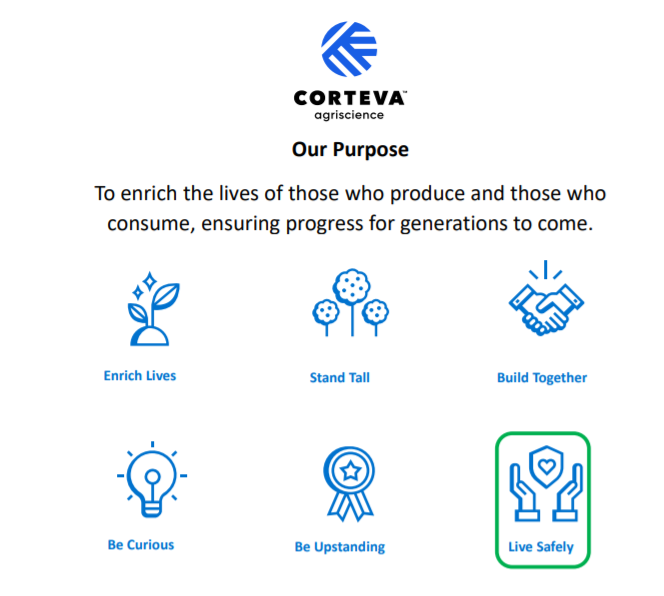 CORTEVA™
agriscience
Our Purpose
To enrich the lives of those who produce and those who
consume, ensuring progress for generations to come.
Enrich Lives
Stand Tall
Build Together
Be Curious
Be Upstanding
Live Safely